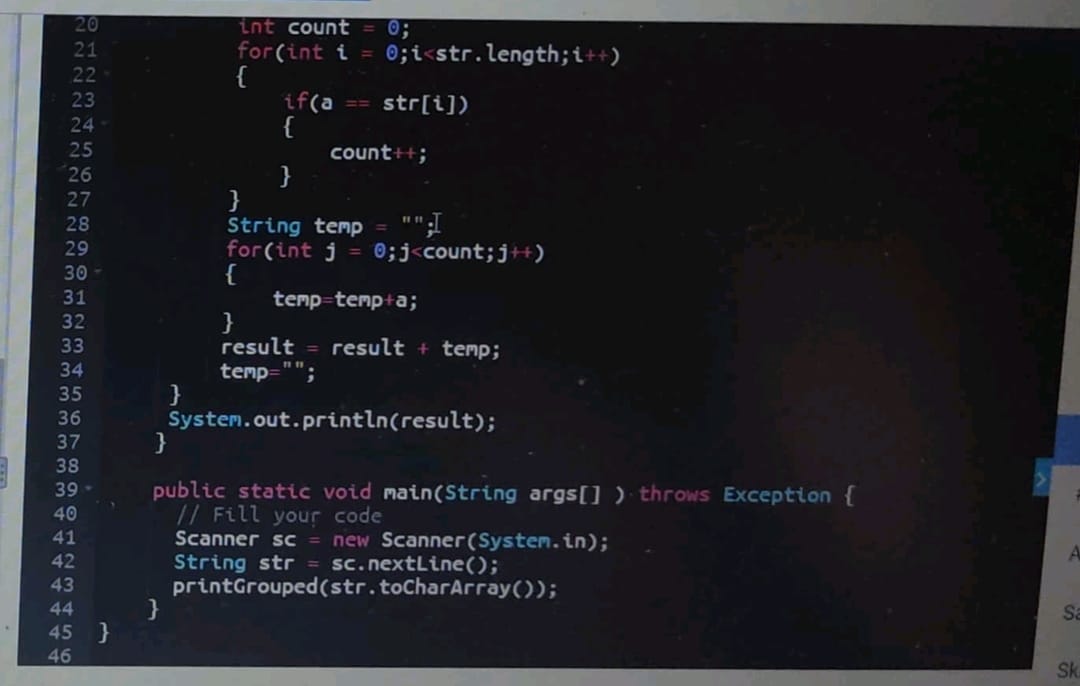 20 int count = 0;
21 for(int i = 0;i<str.length;i++)
22 {
23 if(a == str[i])
24 {
25 count++;
26 }
27 }
28 String temp = "";
29 for(int j = 0;j<count;j++)
30 {
31 temp=temp+a;
32 }
33 result = result + temp;
34 temp="";
35 }
36 System.out.println(result);
37 }
38
39 public static void main(String args[] ) throws Exception {
40 // Fill your code
41 Scanner sc = new Scanner(System.in);
42 String str = sc.nextLine();
43 printGrouped(str.toCharArray());
44 }
45 }
46
A
Sa
Sk